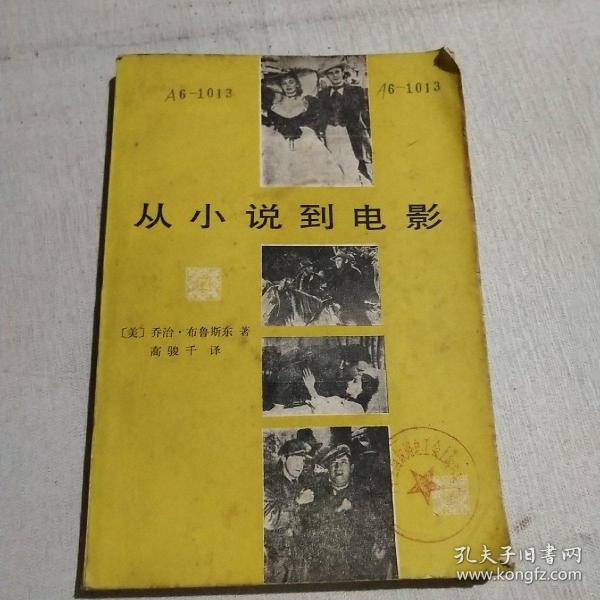 A6-1013
A6-1013
从小说到电影
〔美〕乔治·布鲁斯东 著
高骏千 译
孔夫子旧书网
www.kongfz.com